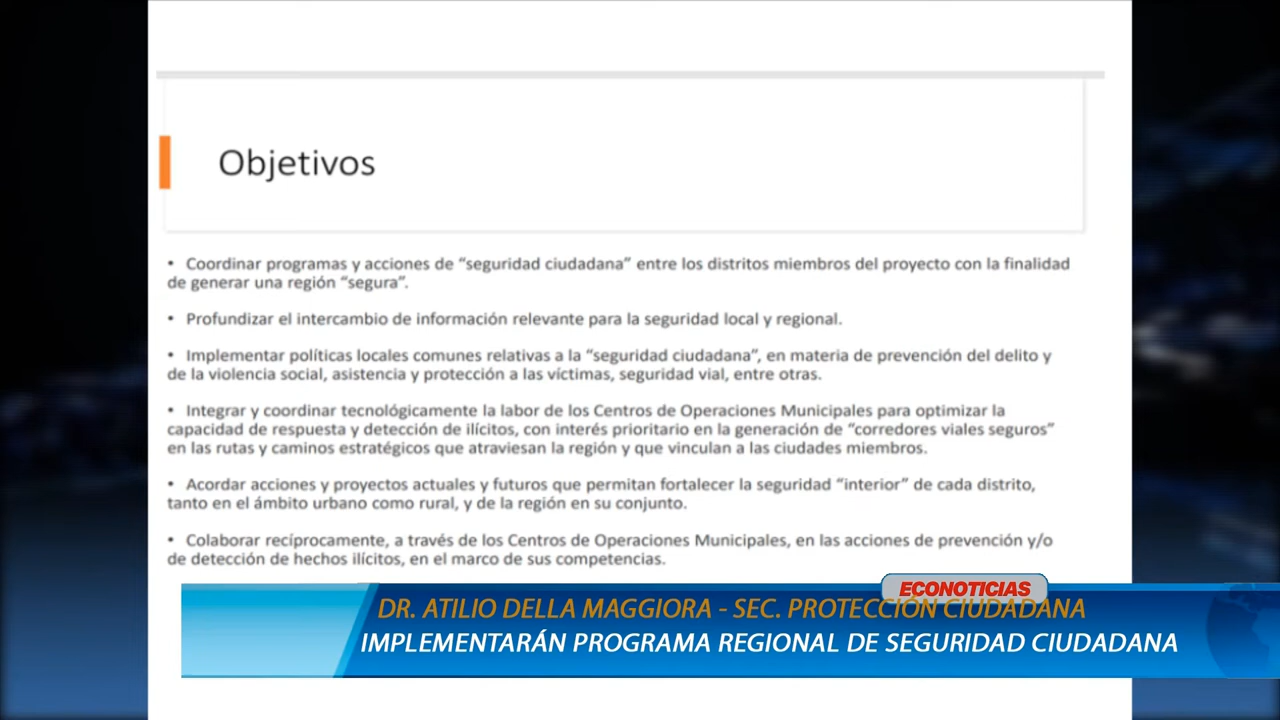 Objetivos
• Coordinar programas y acciones de “seguridad ciudadana” entre los distritos miembros del proyecto con la finalidad
de generar una región “segura”.
• Profundizar el intercambio de información relevante para la seguridad local y regional.
• Implementar políticas locales comunes relativas a la “seguridad ciudadana”, en materia de prevención del delito y
de la violencia social, asistencia y protección a las víctimas, seguridad vial, entre otras.
• Integrar y coordinar tecnológicamente la labor de los Centros de Operaciones Municipales para optimizar la
capacidad de respuesta y detección de ilícitos, con interés prioritario en la generación de “corredores viales seguros”
en las rutas y caminos estratégicos que atraviesan la región y que vinculan a las ciudades miembros.
• Acordar acciones y proyectos actuales y futuros que permitan fortalecer la seguridad “interior” de cada distrito,
tanto en el ámbito urbano como rural, y de la región en su conjunto.
• Colaborar recíprocamente, a través de los Centros de Operaciones Municipales, en las acciones de prevención y/o
de detección de hechos ilícitos, en el marco de sus competencias.
ECONOTICIAS
DR. ATILIO DELLA MAGGIORA - SEC. PROTECCIÓN CIUDADANA
IMPLEMENTARÁN PROGRAMA REGIONAL DE SEGURIDAD CIUDADANA